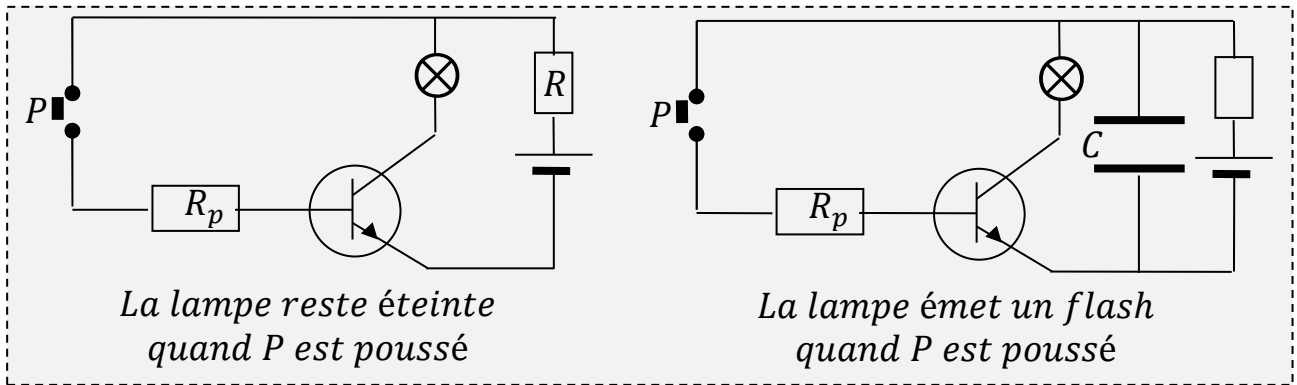 P
R
R_p
La lampe reste éteinte
quand P est poussé
P
C
R_p
La lampe émet un flash
quand P est poussé